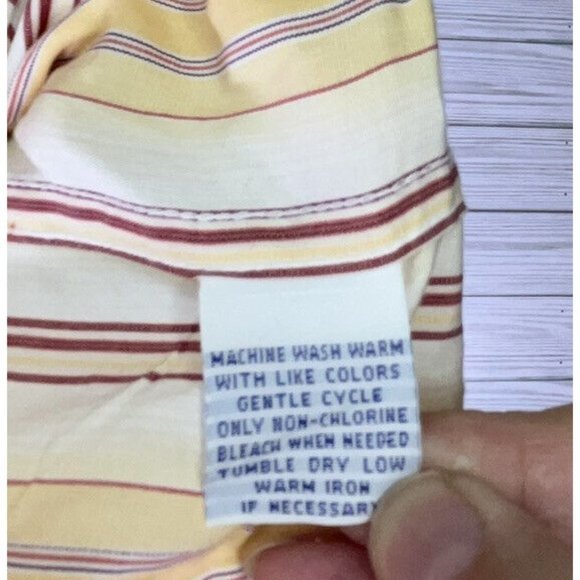 MACHINE WASH WARM
WITH LIKE COLORS
GENTLE CYCLE
ONLY NON-CHLORINE
BLEACH WHEN NEEDED
TUMBLE DRY LOW
WARM IRON
IF NECESSARY